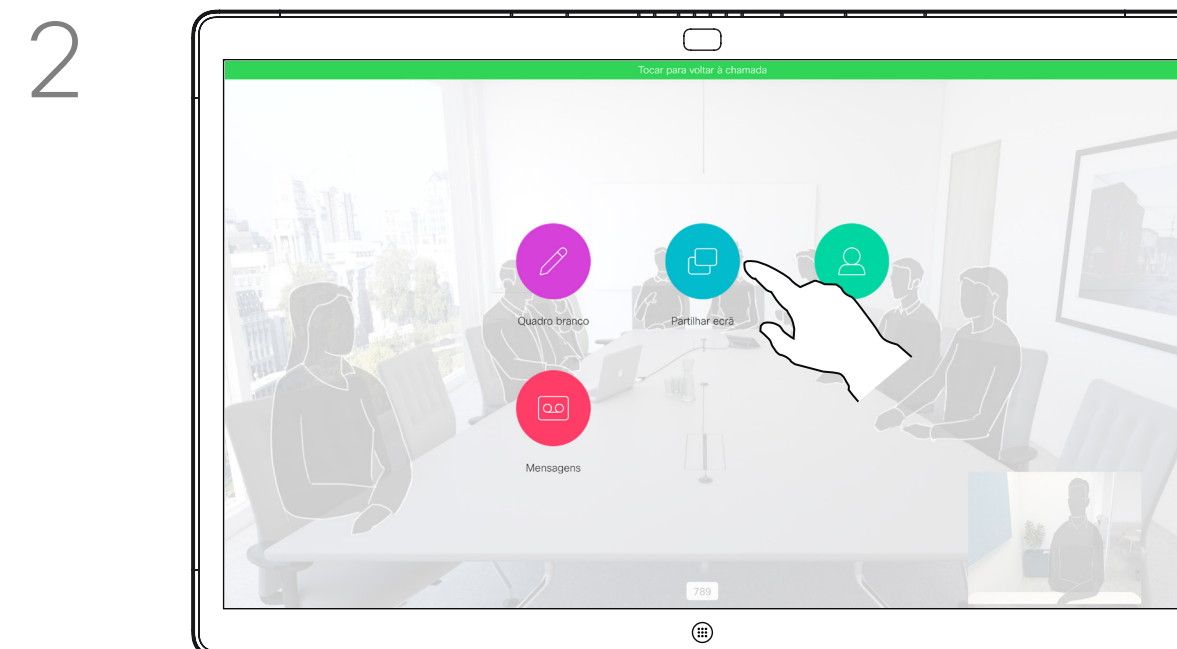 2
Tocar para voltar à chamada
Quadro branco
Partilhar ecrã
Mensagens
789